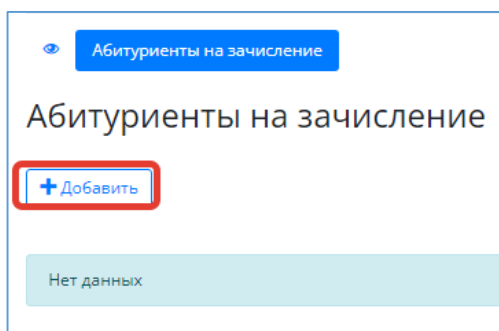 Абитуриенты на зачисление
Абитуриенты на зачисление
Добавить
Нет данных